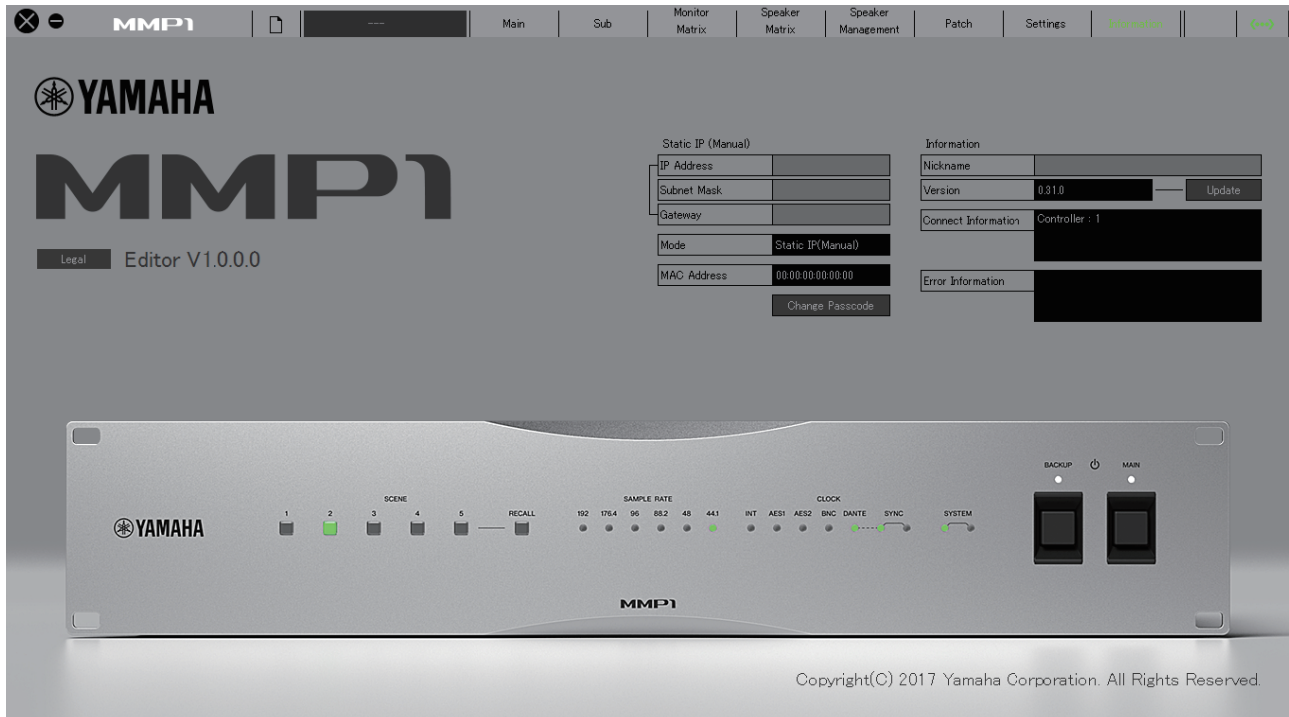 MMP1
---
Main
Sub
Monitor
Matrix
Speaker
Matrix
Speaker
Management
Patch
Settings
YAMAHA
MMP1
Legal
Editor V1.0.0.0
Static IP (Manual)
IP Address
Subnet Mask
Gateway
Mode
Static IP(Manual)
MAC Address
00:00:00:00:00:00
Change Passcode
Information
Nickname
Version
0.31.0
Update
Connect Information
Controller : 1
Error Information
YAMAHA
SCENE
1 2 3 4 5 RECALL
SAMPLE RATE
192 176.4 96 88.2 48 44.1
CLOCK
INT AES1 AES2 BNC DANTE SYNC
SYSTEM
BACKUP MAIN
MMP1
Copyright(C) 2017 Yamaha Corporation. All Rights Reserved.